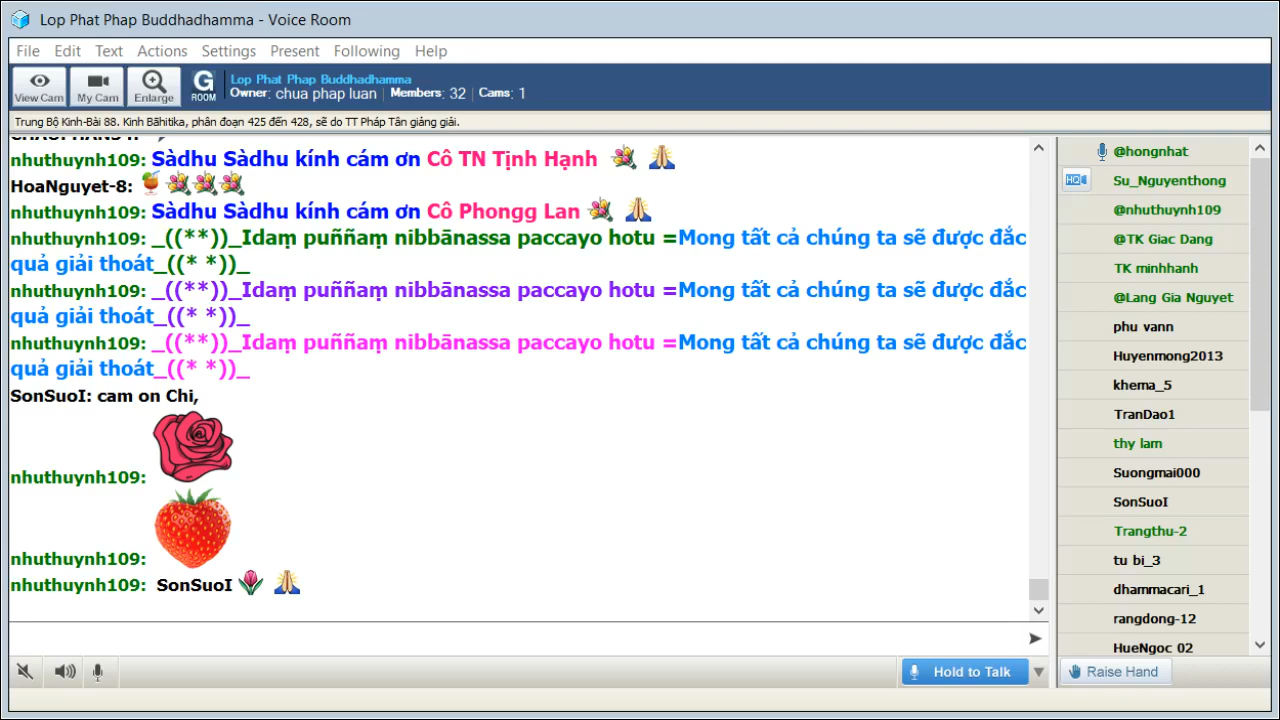 Lop Phat Phap Buddhadhamma - Voice Room
File Edit Text Actions Settings Present Following Help
View Cam
My Cam
Enlarge
G ROOM
Lop Phat Phap Buddhadhamma
Owner: chua phap luan | Members: 32 | Cams: 1
Trung Bộ Kinh-Bài 88. Kinh Bāhitika, phân đoạn 425 đến 428, sẽ do TT Pháp Tân giảng giải.
nhuthuynh109: Sàdhu Sàdhu kính cám ơn Cô TN Tịnh Hạnh
HoaNguyet-8:
nhuthuynh109: Sàdhu Sàdhu kính cám ơn Cô Phongg Lan
nhuthuynh109: _((**))_Idaṃ puññaṃ nibbānassa paccayo hotu =Mong tất cả chúng ta sẽ được đắc
quả giải thoát_((* *))_
nhuthuynh109: _((**))_Idaṃ puññaṃ nibbānassa paccayo hotu =Mong tất cả chúng ta sẽ được đắc
quả giải thoát_((* *))_
nhuthuynh109: _((**))_Idaṃ puññaṃ nibbānassa paccayo hotu =Mong tất cả chúng ta sẽ được đắc
quả giải thoát_((* *))_
SonSuoI: cam on Chi,
nhuthuynh109:
nhuthuynh109:
nhuthuynh109: SonSuoI
Hold to Talk
@hongnhat
HQ
Su_Nguyenthong
@nhuthuynh109
@TK Giac Dang
TK minhhanh
@Lang Gia Nguyet
phu vann
Huyenmong2013
khema_5
TranDao1
thy lam
Suongmai000
SonSuoI
Trangthu-2
tu bi_3
dhammacari_1
rangdong-12
HueNgoc 02
Raise Hand